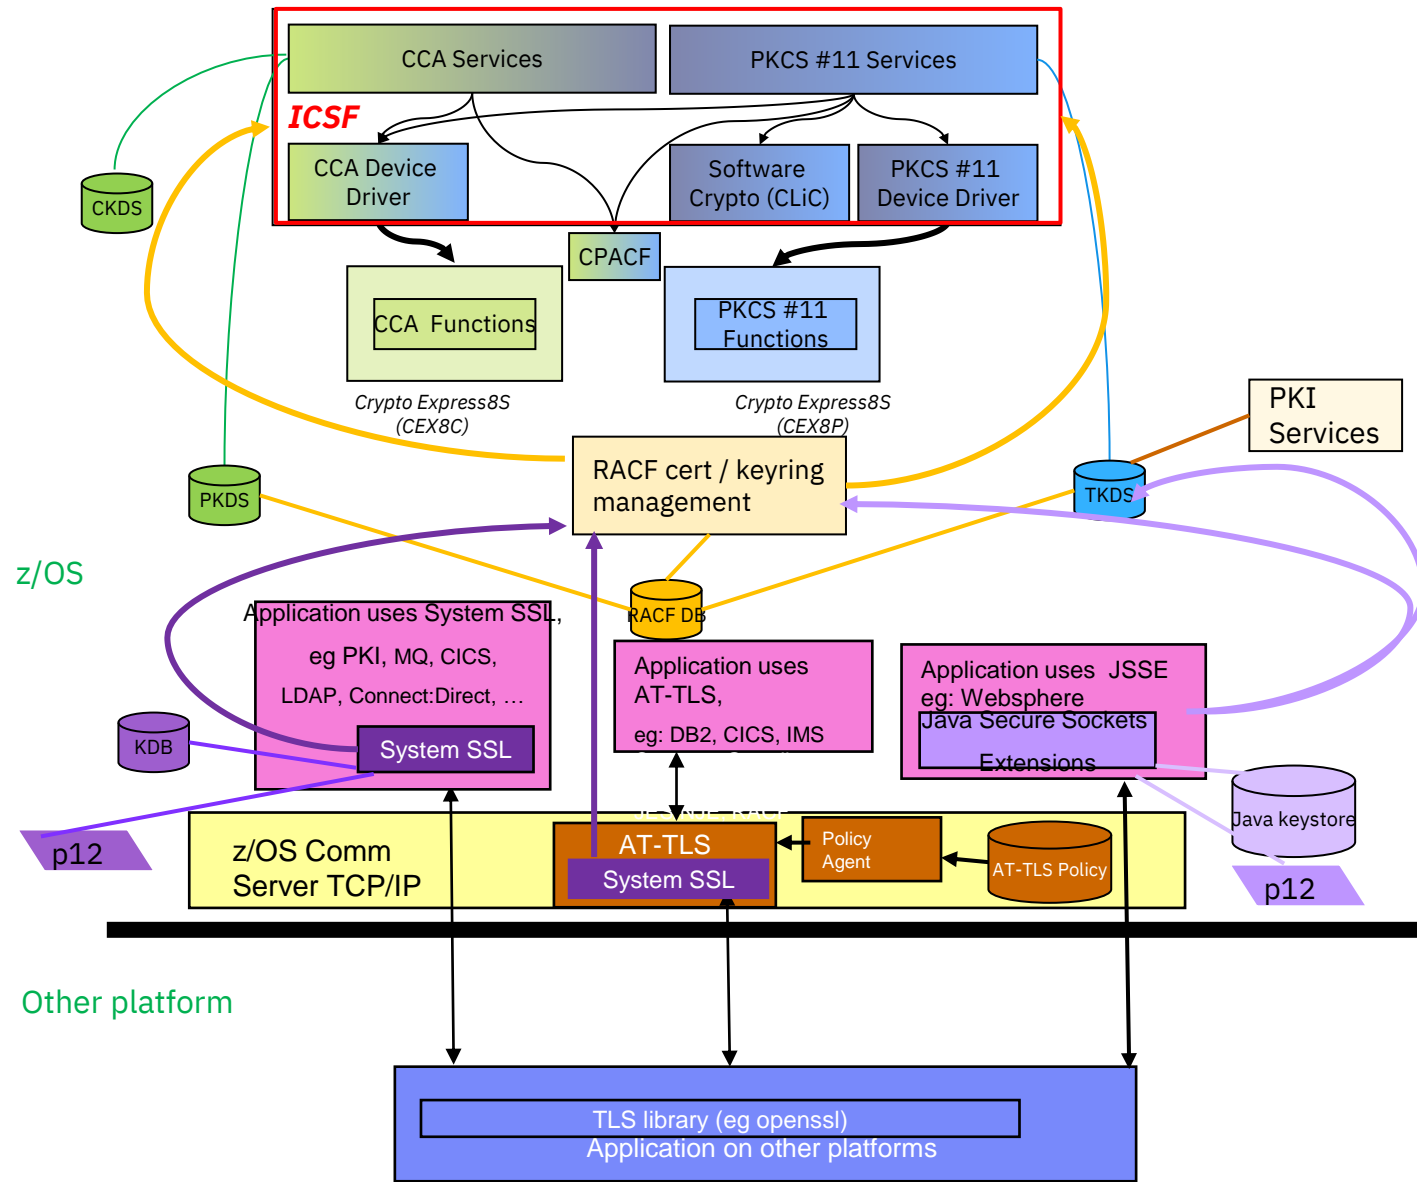 CCA Services
PKCS #11 Services
ICSF
CCA Device
Driver
Software
Crypto (CLiC)
PKCS #11
Device Driver
CKDS
CPACF
CCA  Functions
PKCS #11
Functions
Crypto Express8S
(CEX8C)
Crypto Express8S
(CEX8P)
PKI
Services
RACF cert / keyring
management
PKDS
TKDS
z/OS
RACF DB
Application uses System SSL,
eg PKI, MQ, CICS,
LDAP, Connect:Direct, …
System SSL
Application uses
AT-TLS,
eg: DB2, CICS, IMS
Application uses  JSSE
eg: Websphere
Java Secure Sockets
Extensions
KDB
p12
Java keystore
p12
z/OS Comm
Server TCP/IP
AT-TLS
System SSL
Policy
Agent
AT-TLS Policy
Other platform
TLS library (eg openssl)
Application on other platforms